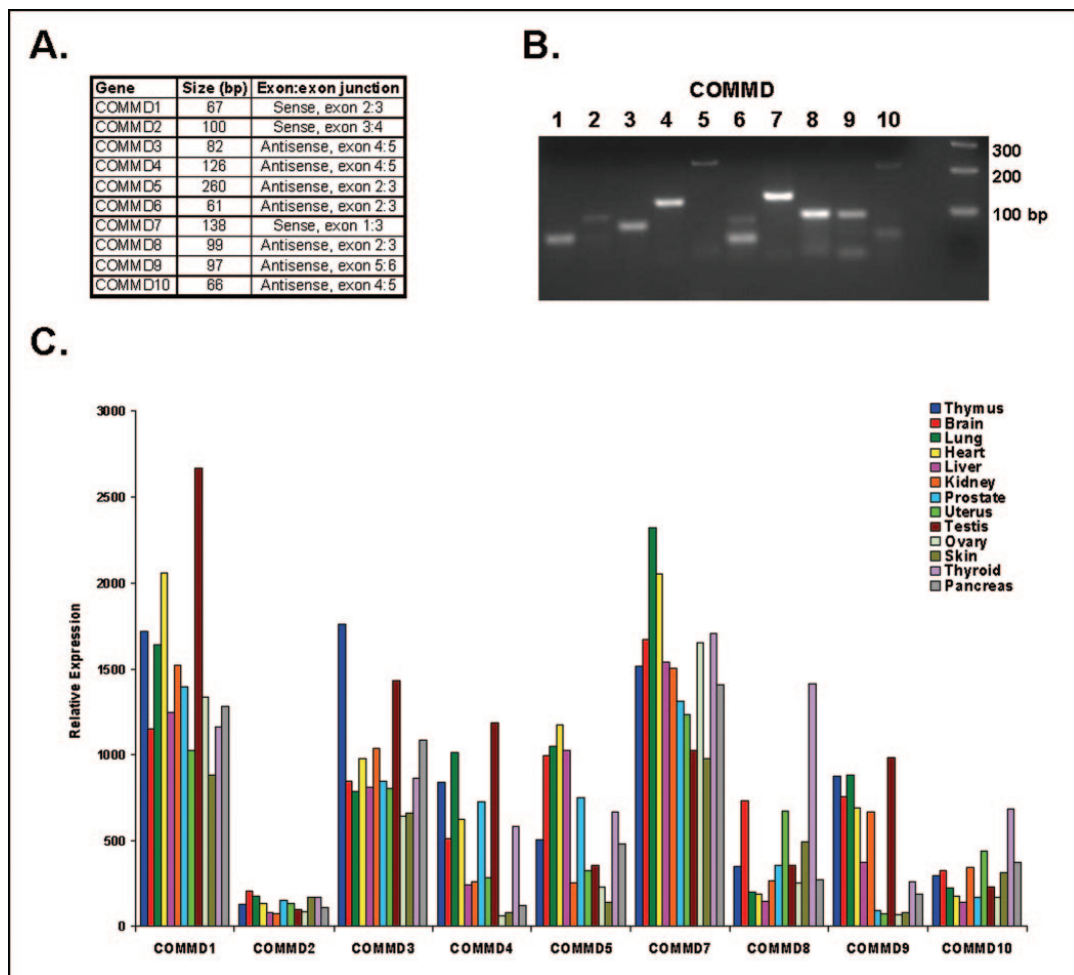 A.
Gene Size (bp) Exon:exon junction
COMMD1 67 Sense, exon 2:3
COMMD2 100 Sense, exon 3:4
COMMD3 82 Antisense, exon 4:5
COMMD4 126 Antisense, exon 4:5
COMMD5 260 Antisense, exon 2:3
COMMD6 61 Antisense, exon 2:3
COMMD7 138 Sense, exon 1:3
COMMD8 99 Antisense, exon 2:3
COMMD9 97 Antisense, exon 5:6
COMMD10 66 Antisense, exon 4:5
B.
COMMD
1 2 3 4 5 6 7 8 9 10
300
200
100 bp
C.
3000
2500
2000
1500
1000
500
0
Relative Expression
COMMD1 COMMD2 COMMD3 COMMD4 COMMD5 COMMD7 COMMD8 COMMD9 COMMD10
Thymus
Brain
Lung
Heart
Liver
Kidney
Prostate
Uterus
Testis
Ovary
Skin
Thyroid
Pancreas